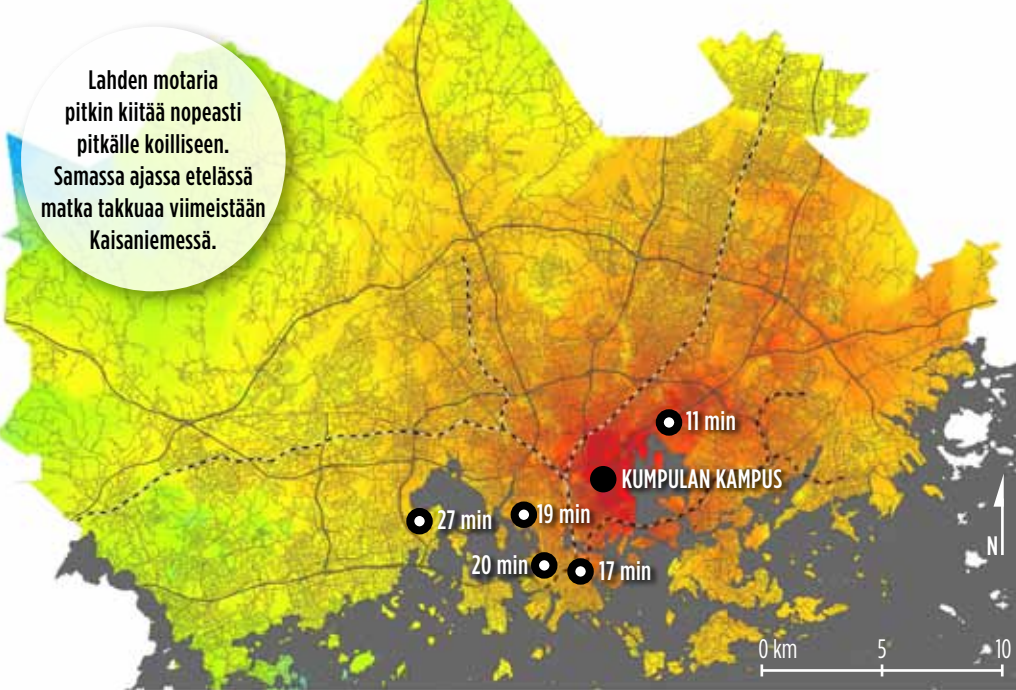 Lahden motaria
pitkin kiitää nopeasti
pitkälle koilliseen.
Samassa ajassa etelässä
matka takkuaa viimeistään
Kaisaniemessä.
11 min
KUMPULAN KAMPUS
27 min
19 min
20 min
17 min
N
0 km 5 10